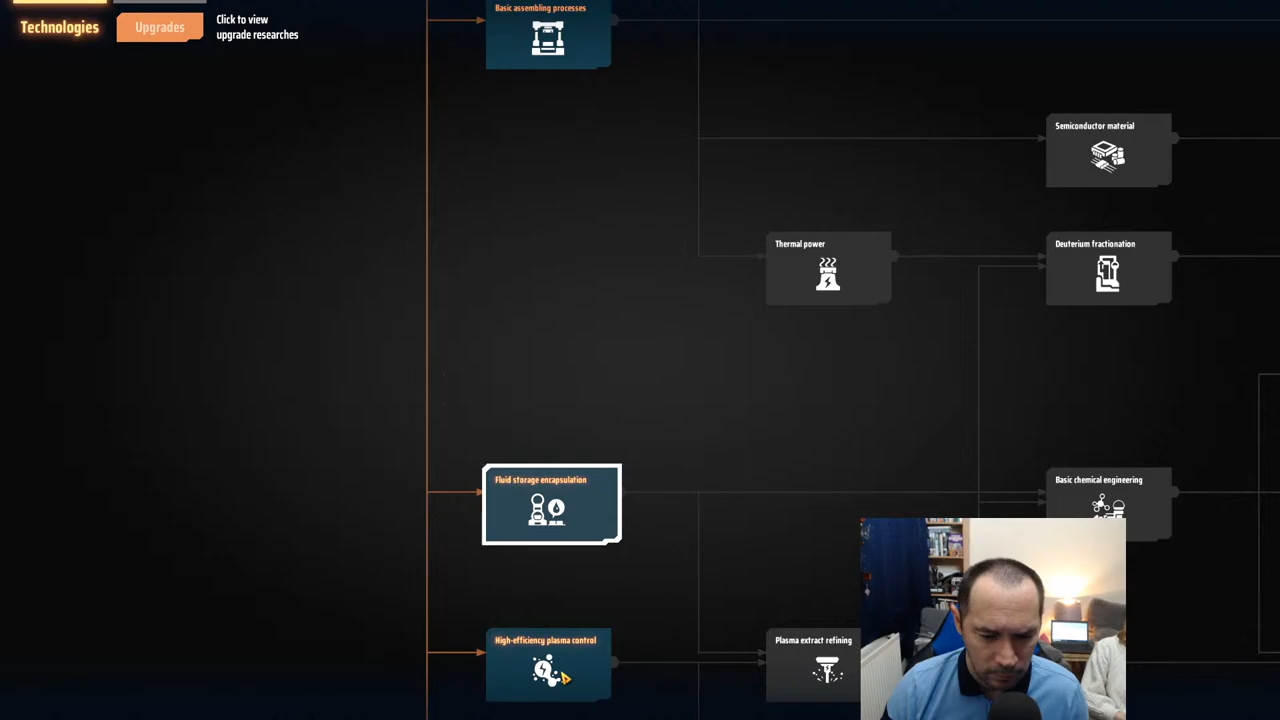 Basic assembling processes
Technologies
Upgrades
Click to view
upgrade researches
Semiconductor material
Thermal power
Deuterium fractionation
Fluid storage encapsulation
Basic chemical engineering
High-efficiency plasma control
Plasma extract refining